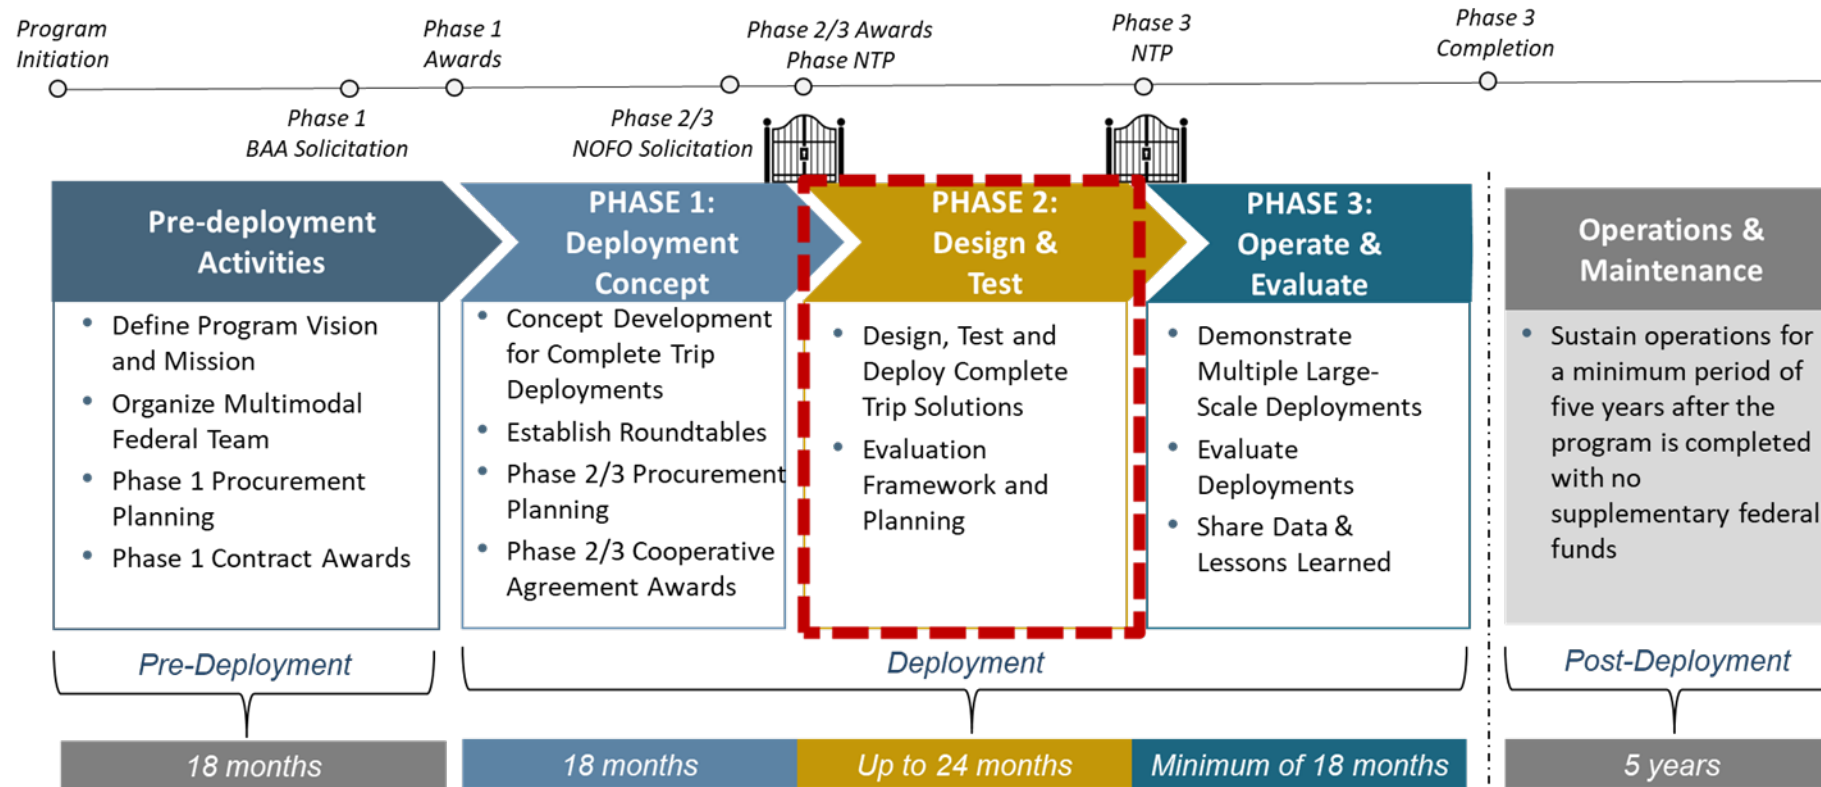 Program
Initiation
Phase 1
Awards
Phase 2/3 Awards
Phase NTP
Phase 3
NTP
Phase 3
Completion
Phase 1
BAA Solicitation
Phase 2/3
NOFO Solicitation
Pre-deployment
Activities
• Define Program Vision
and Mission
• Organize Multimodal
Federal Team
• Phase 1 Procurement
Planning
• Phase 1 Contract Awards
PHASE 1:
Deployment
Concept
• Concept Development
for Complete Trip
Deployments
• Establish Roundtables
• Phase 2/3 Procurement
Planning
• Phase 2/3 Cooperative
Agreement Awards
PHASE 2:
Design &
Test
• Design, Test and
Deploy Complete
Trip Solutions
• Evaluation
Framework and
Planning
PHASE 3:
Operate &
Evaluate
• Demonstrate
Multiple Large-
Scale Deployments
• Evaluate
Deployments
• Share Data &
Lessons Learned
Operations &
Maintenance
• Sustain operations for
a minimum period of
five years after the
program is completed
with no
supplementary federal
funds
Pre-Deployment
Deployment
Post-Deployment
18 months
18 months
Up to 24 months
Minimum of 18 months
5 years